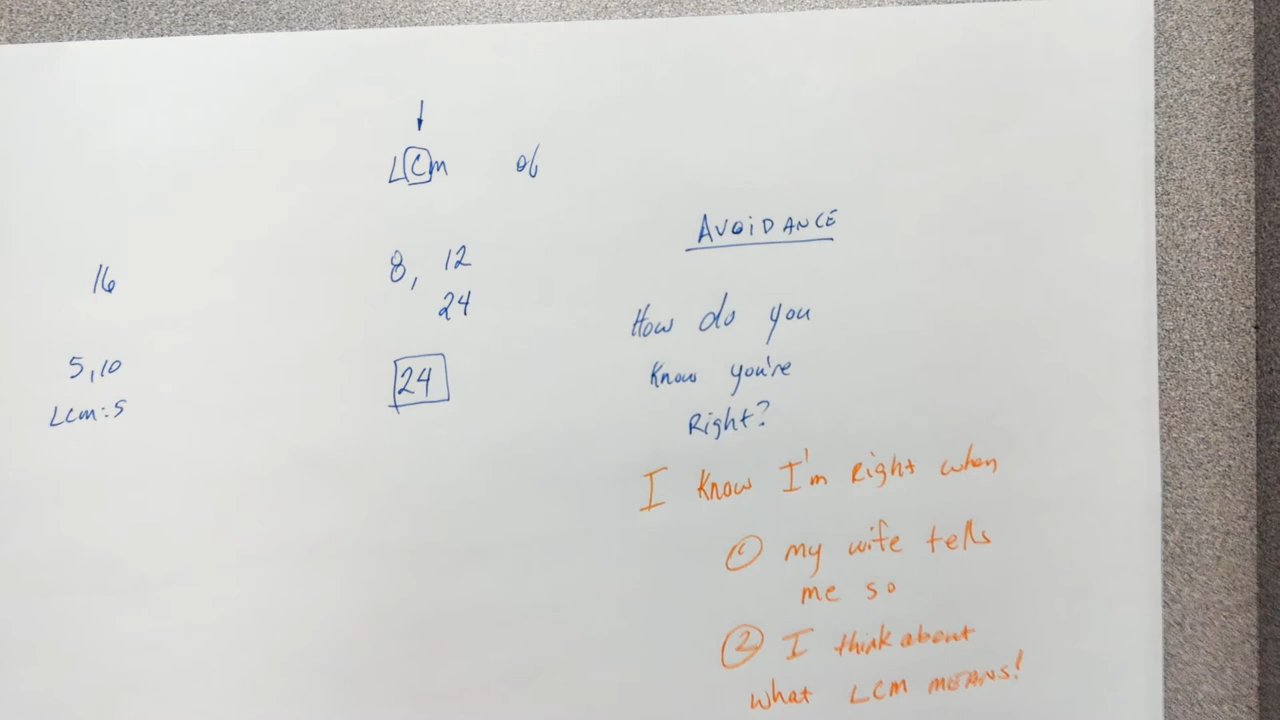 LCM of
8, 12
24
24
16
5,10
LCM:5
AVOIDANCE
How do you
Know you're
Right?
I Know I'm Right when
① my wife tells
me so
② I think about
what LCM MEANS!